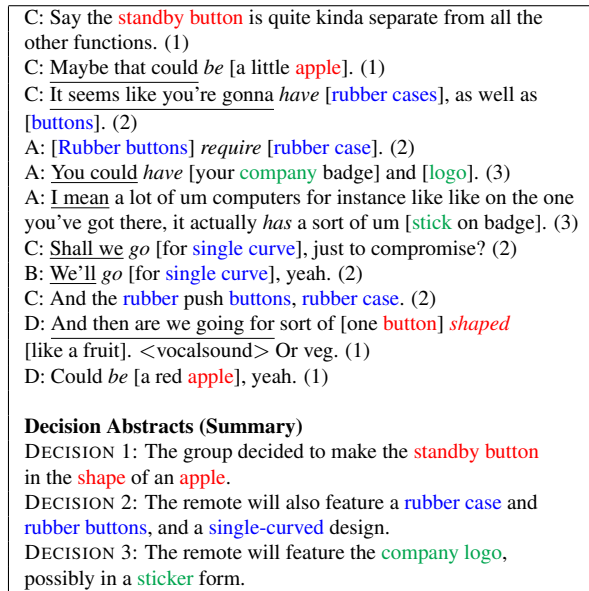 C: Say the standby button is quite kinda separate from all the
other functions. (1)
C: Maybe that could be [a little apple]. (1)
C: It seems like you're gonna have [rubber cases], as well as
[buttons]. (2)
A: [Rubber buttons] require [rubber case]. (2)
A: You could have [your company badge] and [logo]. (3)
A: I mean a lot of um computers for instance like like on the one
you've got there, it actually has a sort of um [stick on badge]. (3)
C: Shall we go [for single curve], just to compromise? (2)
B: We'll go [for single curve], yeah. (2)
C: And the rubber push buttons, rubber case. (2)
D: And then are we going for sort of [one button] shaped
[like a fruit]. <vocalsound> Or veg. (1)
D: Could be [a red apple], yeah. (1)
Decision Abstracts (Summary)
DECISION 1: The group decided to make the standby button
in the shape of an apple.
DECISION 2: The remote will also feature a rubber case and
rubber buttons, and a single-curved design.
DECISION 3: The remote will feature the company logo,
possibly in a sticker form.